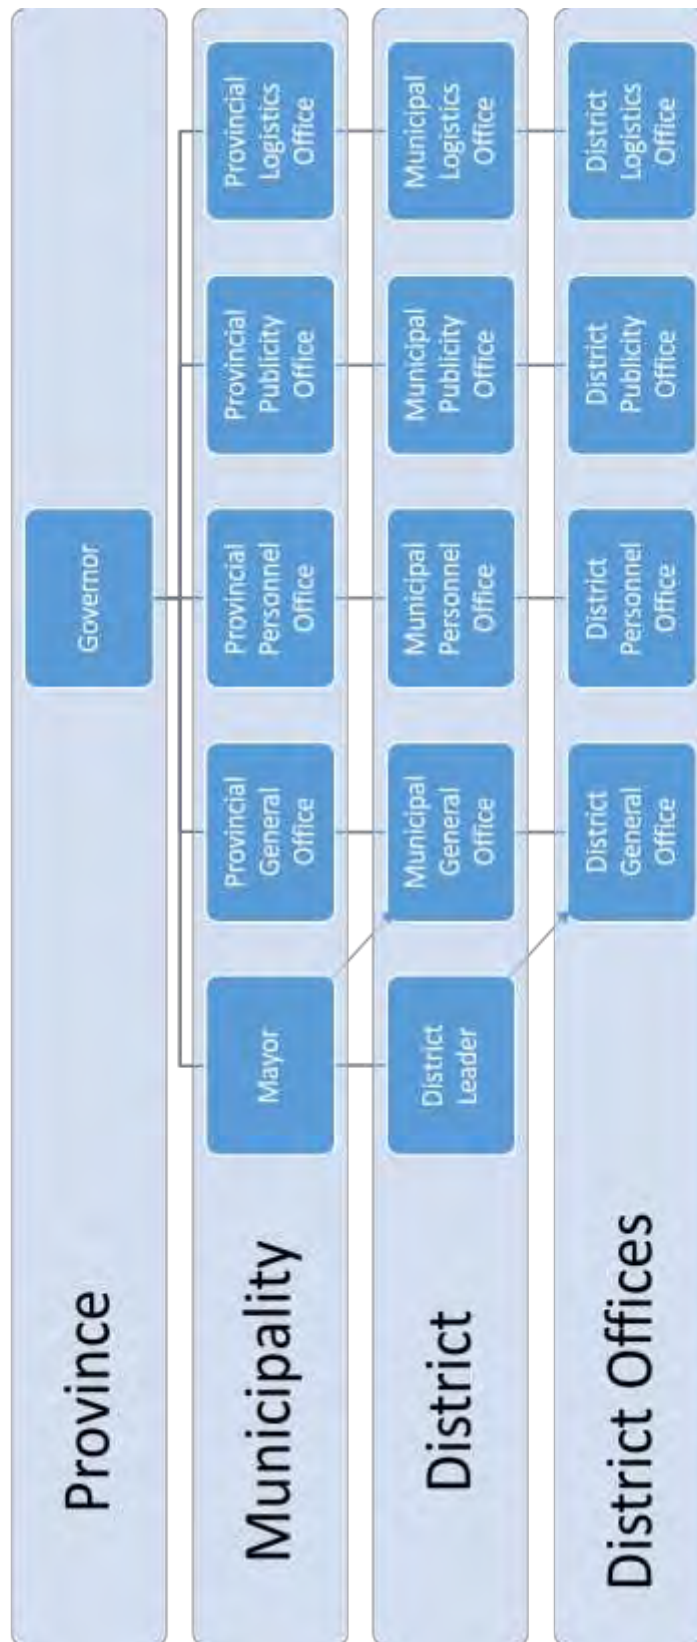 Province
Governor
Municipality
Mayor
Provincial
General
Office
Provincial
Personnel
Office
Provincial
Publicity
Office
Provincial
Logistics
Office
District
District
Leader
Municipal
General
Office
Municipal
Personnel
Office
Municipal
Publicity
Office
Municipal
Logistics
Office
District Offices
District
General
Office
District
Personnel
Office
District
Publicity
Office
District
Logistics
Office